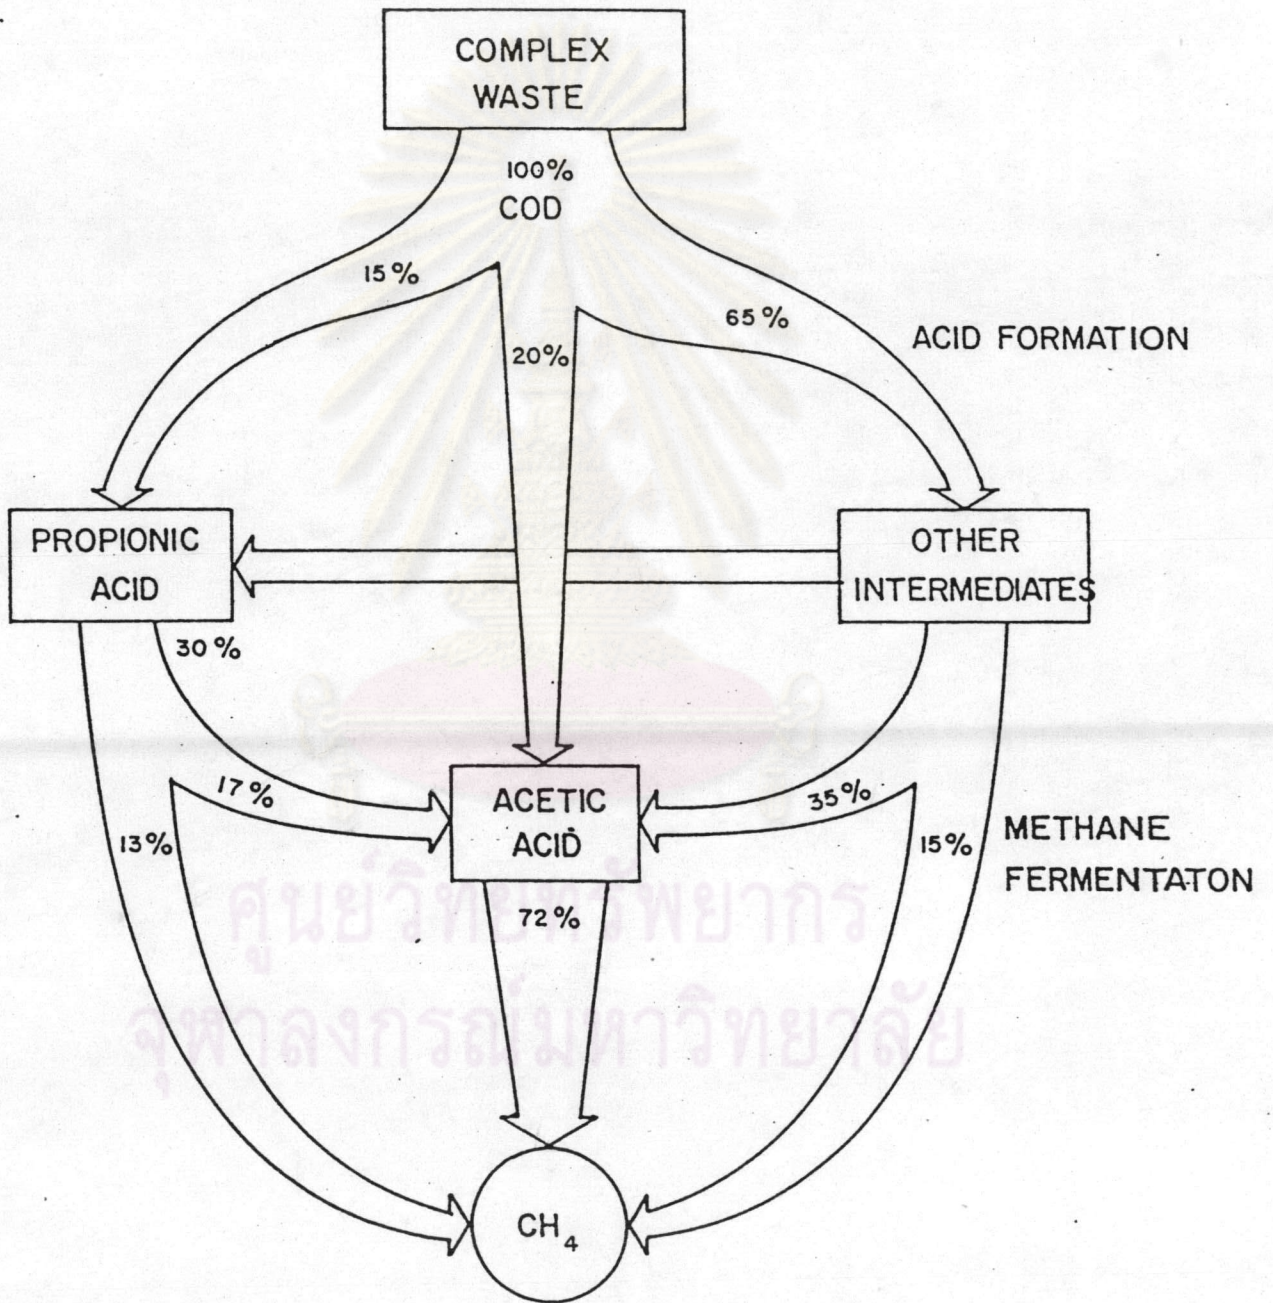 COMPLEX
WASTE
100%
COD
15%
65%
20%
ACID FORMATION
PROPIONIC
ACID
OTHER
INTERMEDIATES
30%
17%
ACETIC
ACID
35%
13%
15%
METHANE
FERMENTATON
72%
ศูนย์วิทยทรัพยากร
จุฬาลงกรณ์มหาวิทยาลัย
CH₄